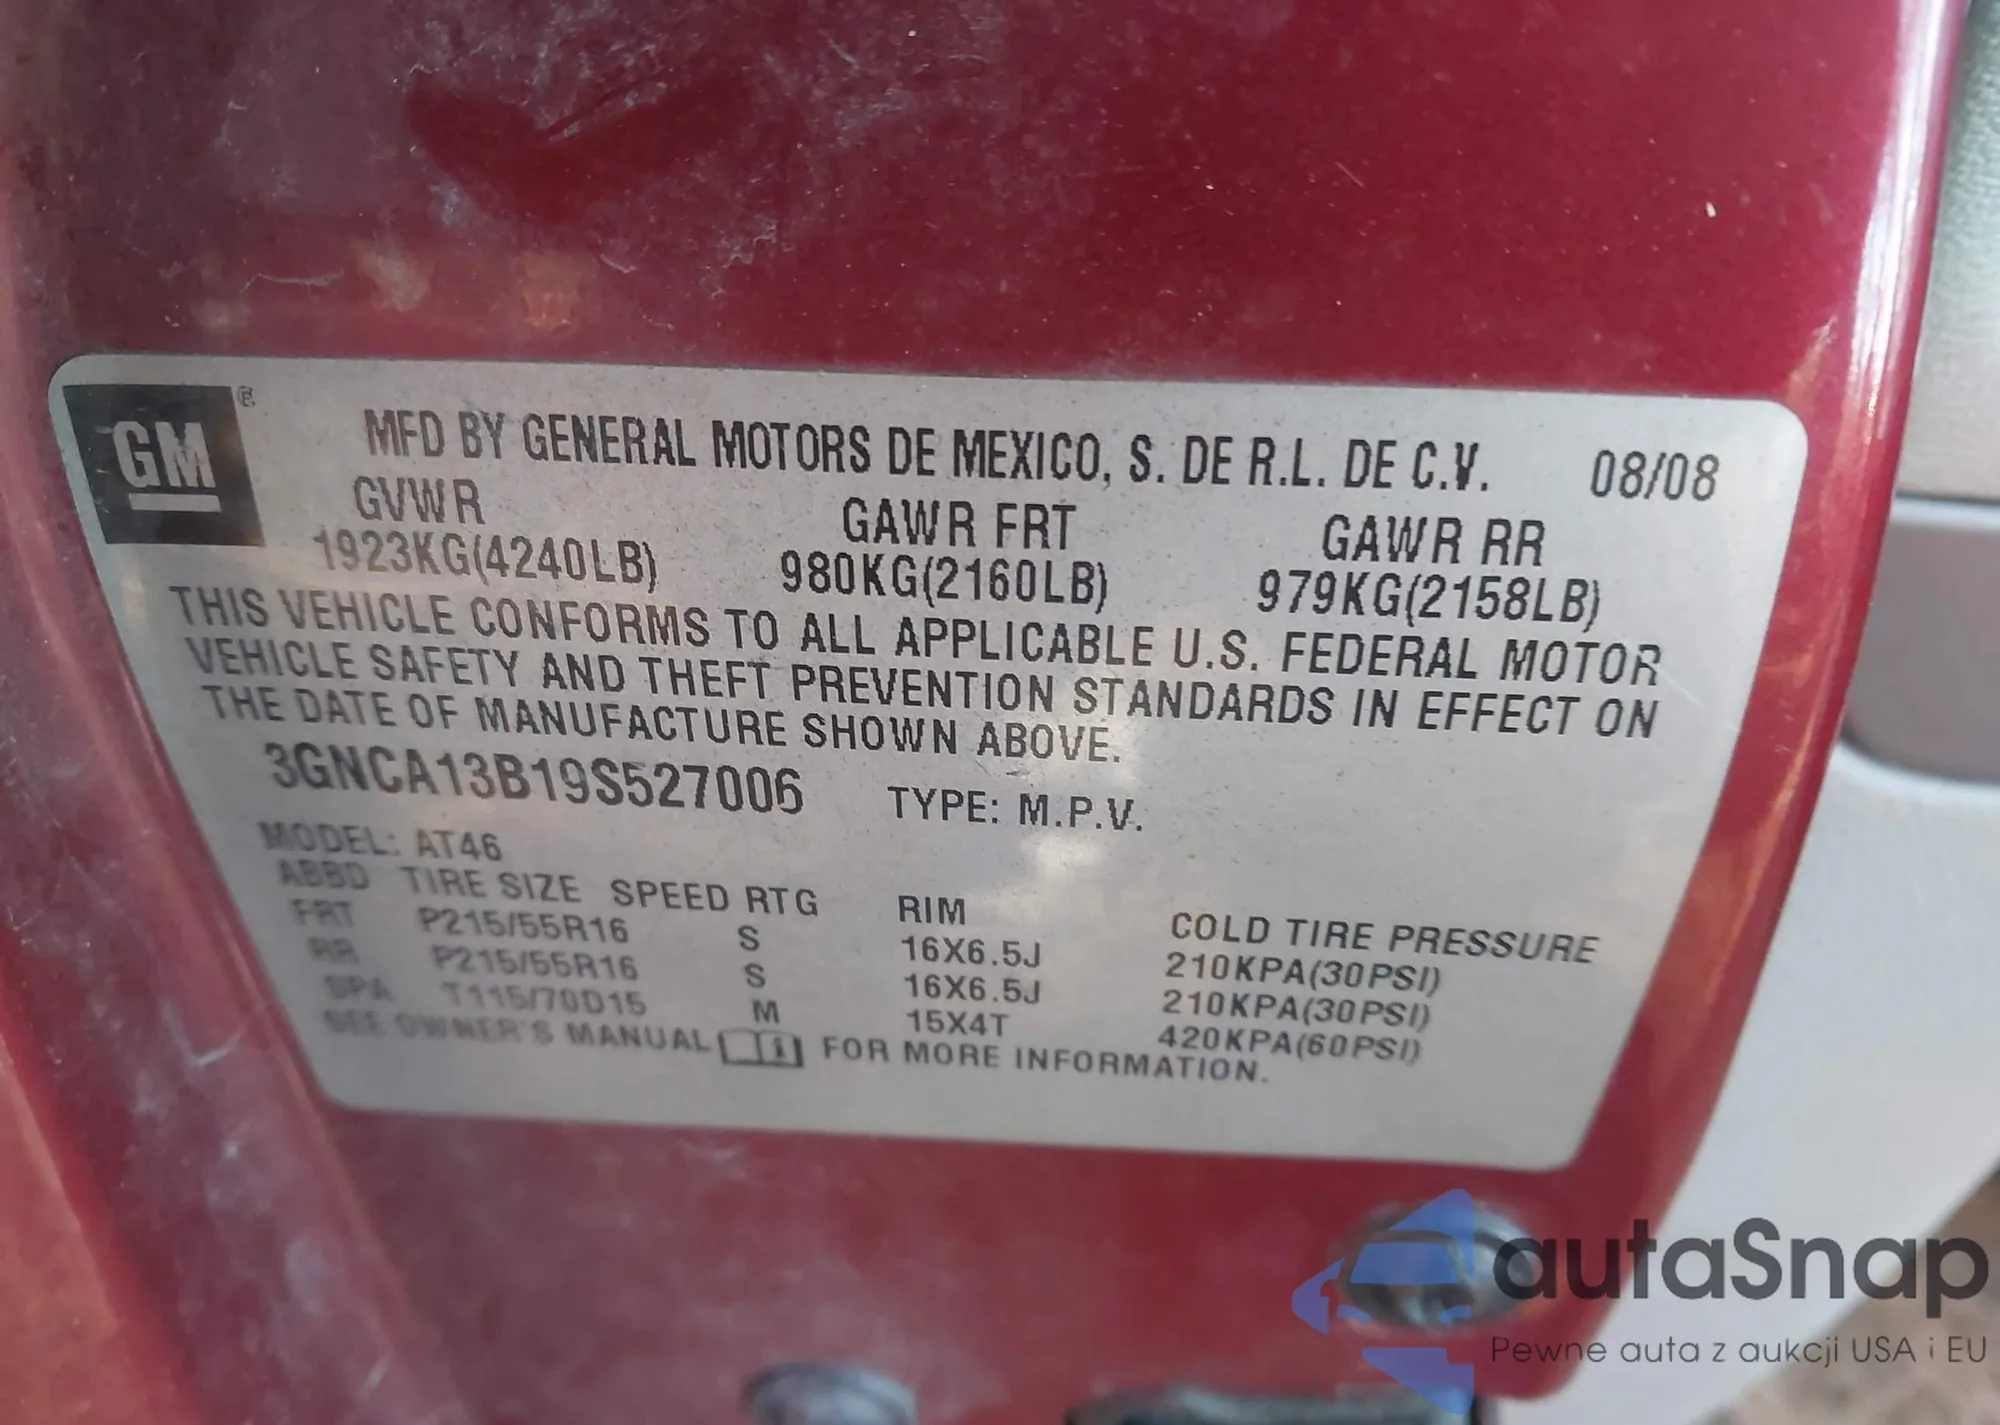 GM ®
MFD BY GENERAL MOTORS DE MEXICO, S. DE R.L. DE C.V. 08/08
GVWR GAWR FRT GAWR RR
1923KG(4240LB) 980KG(2160LB) 979KG(2158LB)
THIS VEHICLE CONFORMS TO ALL APPLICABLE U.S. FEDERAL MOTOR
VEHICLE SAFETY AND THEFT PREVENTION STANDARDS IN EFFECT ON
THE DATE OF MANUFACTURE SHOWN ABOVE.
3GNCA13B19S527006 TYPE: M.P.V.
MODEL: AT46
ABBD TIRE SIZE SPEED RTG RIM COLD TIRE PRESSURE
FRT P215/55R16 S 16X6.5J 210KPA(30PSI)
RR P215/55R16 S 16X6.5J 210KPA(30PSI)
SPA T115/70D15 M 15X4T 420KPA(60PSI)
SEE OWNER'S MANUAL FOR MORE INFORMATION.
autaSnap
Pewne auta z aukcji USA i EU